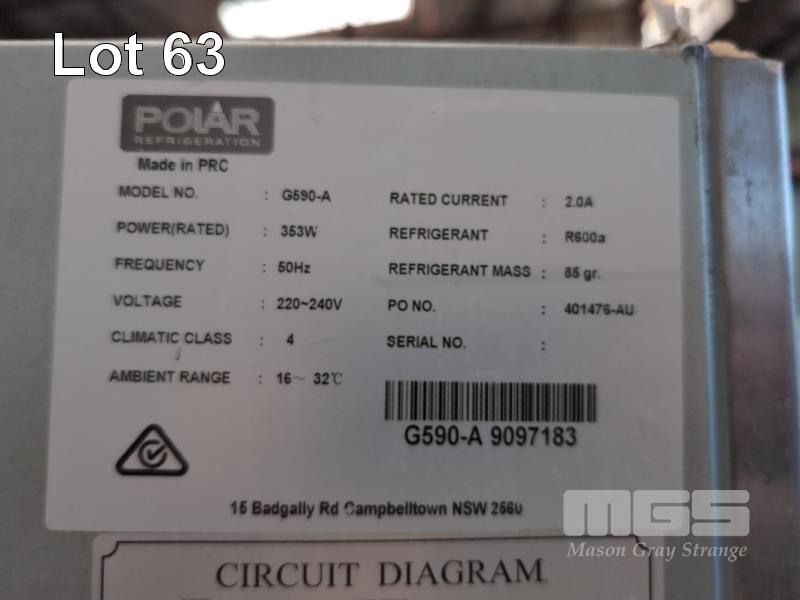 Lot 63
POLAR
REFRIGERATION
Made in PRC
MODEL NO. : G590-A
POWER(RATED) : 353W
FREQUENCY : 50Hz
VOLTAGE : 220~240V
CLIMATIC CLASS : 4
AMBIENT RANGE : 16~ 32℃
RATED CURRENT : 2.0A
REFRIGERANT : R600a
REFRIGERANT MASS : 85 gr.
PO NO. : 401476-AU
SERIAL NO. :
G590-A 9097183
15 Badgally Rd Campbelltown NSW 2560
MGS
Mason Gray Strange
CIRCUIT DIAGRAM